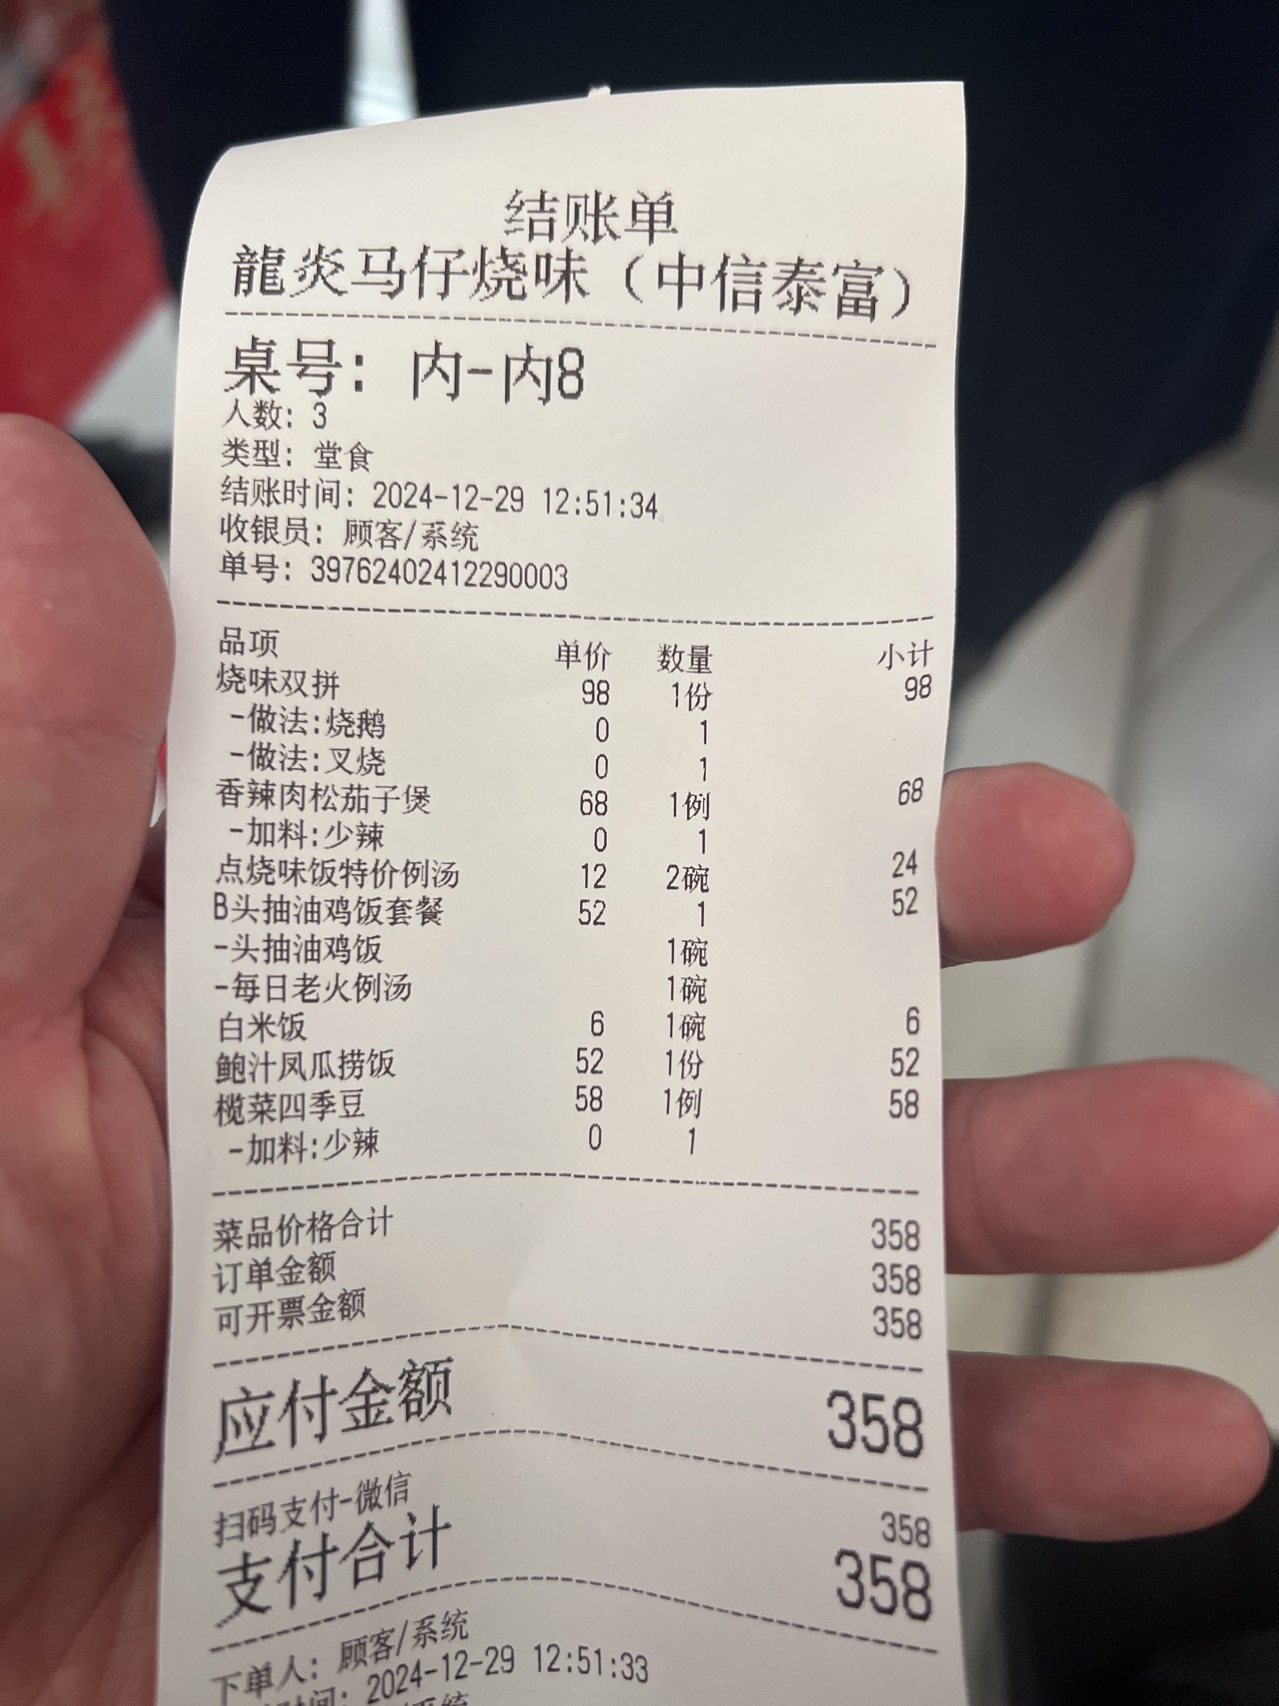 结账单
龍炎马仔烧味（中信泰富）
桌号: 内-内8
人数: 3
类型: 堂食
结账时间: 2024-12-29 12:51:34
收银员: 顾客/系统
单号: 39762402412290003
品项 单价 数量 小计
烧味双拼 98 1份 98
-做法:烧鹅 0 1
-做法:叉烧 0 1
香辣肉松茄子煲 68 1例 68
-加料:少辣 0 1
点烧味饭特价例汤 12 2碗 24
B头抽油鸡饭套餐 52 1 52
-头抽油鸡饭 1碗
-每日老火例汤 1碗
白米饭 6 1碗 6
鲍汁凤瓜捞饭 52 1份 52
榄菜四季豆 58 1例 58
-加料:少辣 0 1
菜品价格合计 358
订单金额 358
可开票金额 358
应付金额 358
扫码支付-微信 358
支付合计 358
下单人: 顾客/系统
时间: 2024-12-29 12:51:33